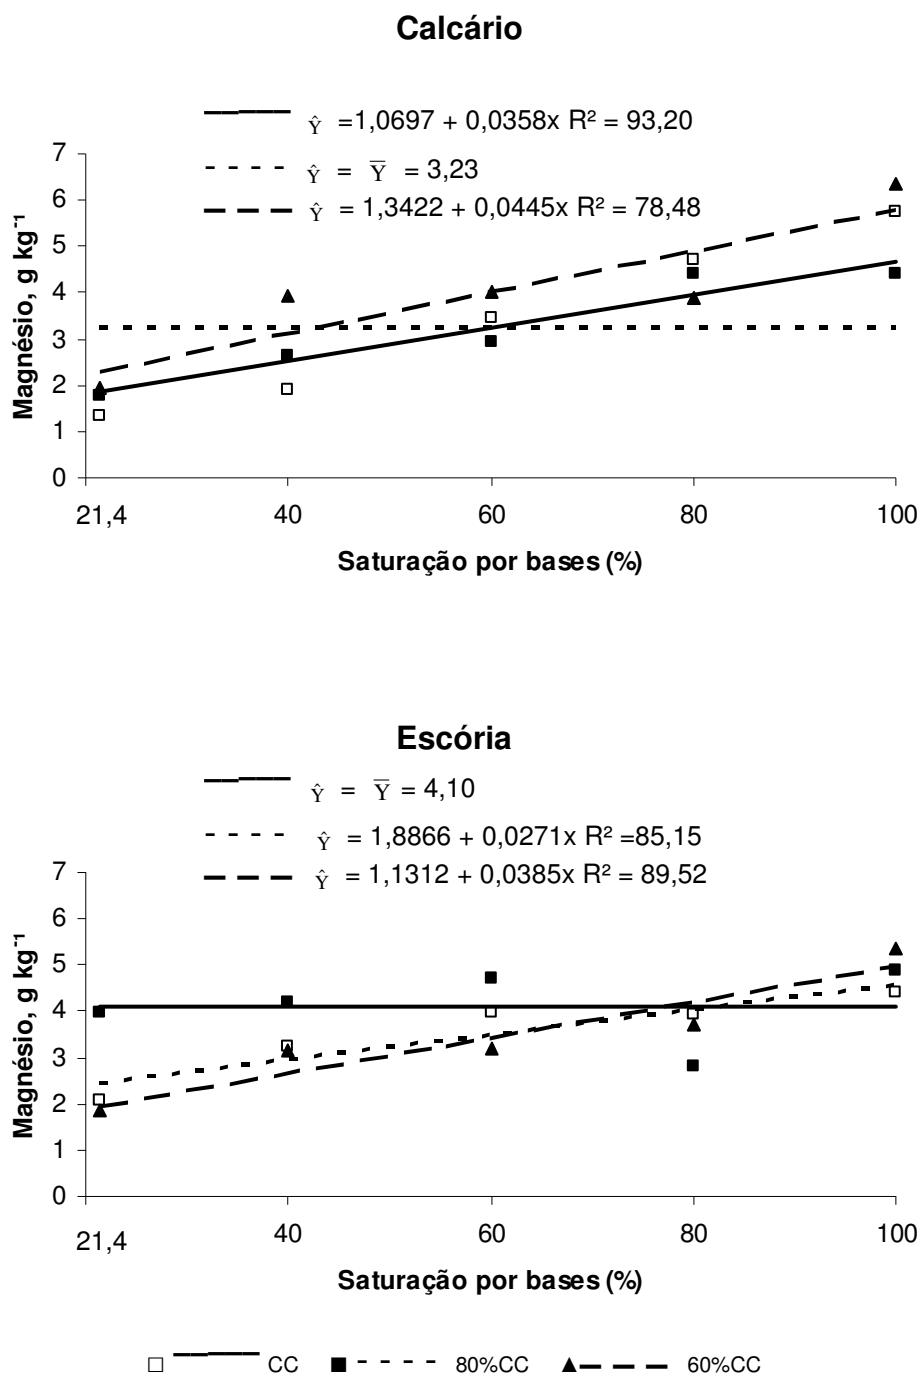 Calcário
Ŷ =1,0697 + 0,0358x R² = 93,20
Ŷ = Y̅ = 3,23
Ŷ = 1,3422 + 0,0445x R² = 78,48
Magnésio, g kg⁻¹
7
6
5
4
3
2
1
0
21,4 40 60 80 100
Saturação por bases (%)
Escória
Ŷ = Y̅ = 4,10
Ŷ = 1,8866 + 0,0271x R² =85,15
Ŷ = 1,1312 + 0,0385x R² = 89,52
Magnésio, g kg⁻¹
7
6
5
4
3
2
1
0
21,4 40 60 80 100
Saturação por bases (%)
CC 80%CC 60%CC